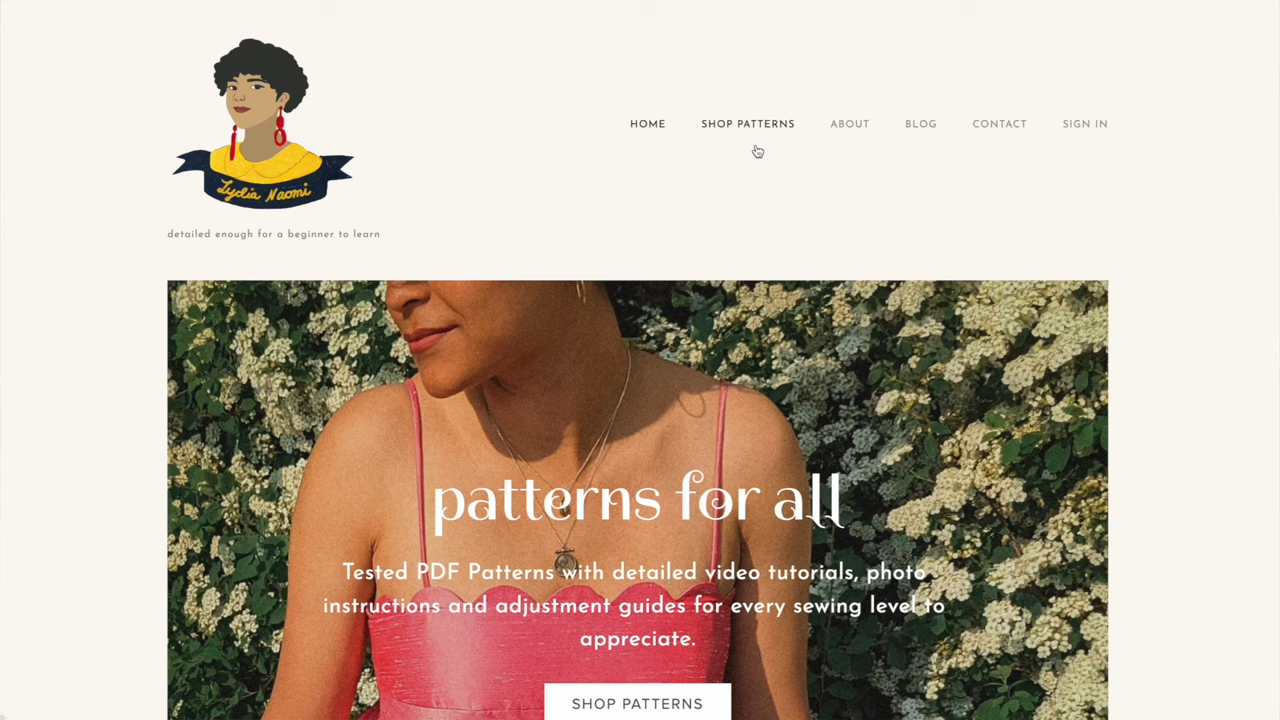 Lydia Naomi
detailed enough for a beginner to learn
HOME SHOP PATTERNS ABOUT BLOG CONTACT SIGN IN
patterns for all
Tested PDF Patterns with detailed video tutorials, photo
instructions and adjustment guides for every sewing level to
appreciate.
SHOP PATTERNS